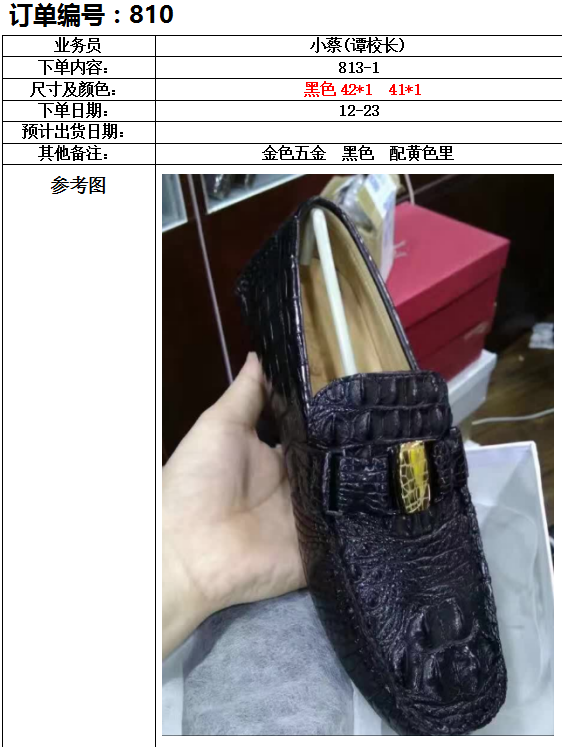 订单编号：810
业务员 小蔡(谭校长)
下单内容： 813-1
尺寸及颜色： 黑色 42*1 41*1
下单日期： 12-23
预计出货日期：
其他备注： 金色五金 黑色 配黄色里
参考图